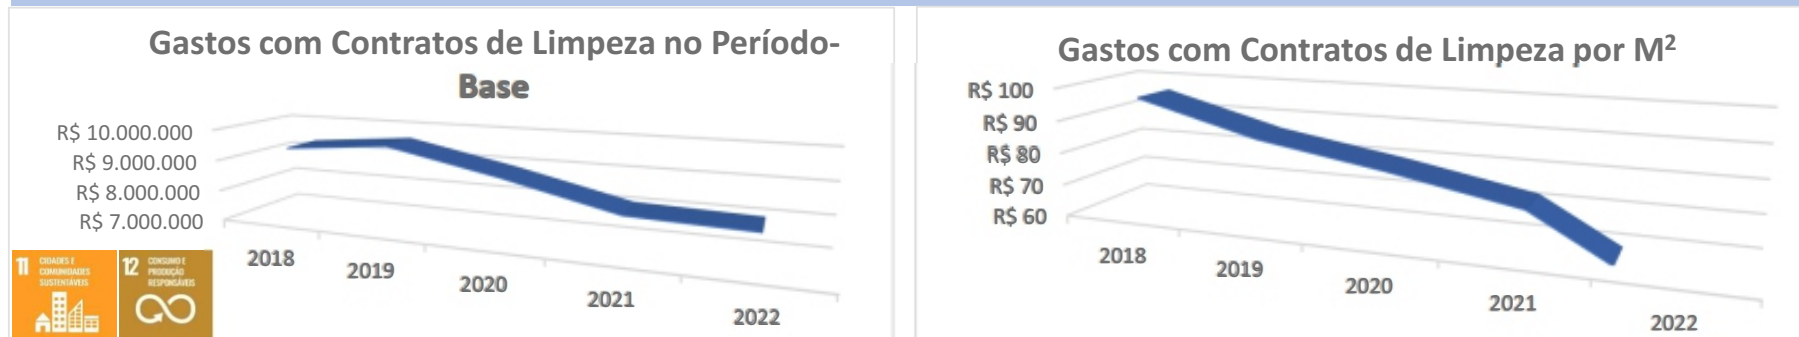 Gastos com Contratos de Limpeza no Período-
Base
R$ 10.000.000
R$ 9.000.000
R$ 8.000.000
R$ 7.000.000
2018
2019
2020
2021
2022
11 CIDADES E
COMUNIDADES
SUSTENTÁVEIS
12 CONSUMO E
PRODUÇÃO
RESPONSÁVEIS
Gastos com Contratos de Limpeza por M²
R$ 100
R$ 90
R$ 80
R$ 70
R$ 60
2018
2019
2020
2021
2022